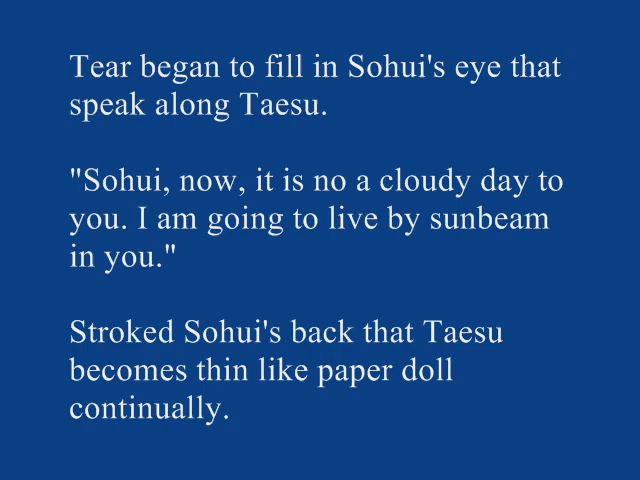 Tear began to fill in Sohui's eye that
speak along Taesu.
"Sohui, now, it is no a cloudy day to
you. I am going to live by sunbeam
in you."
Stroked Sohui's back that Taesu
becomes thin like paper doll
continually.